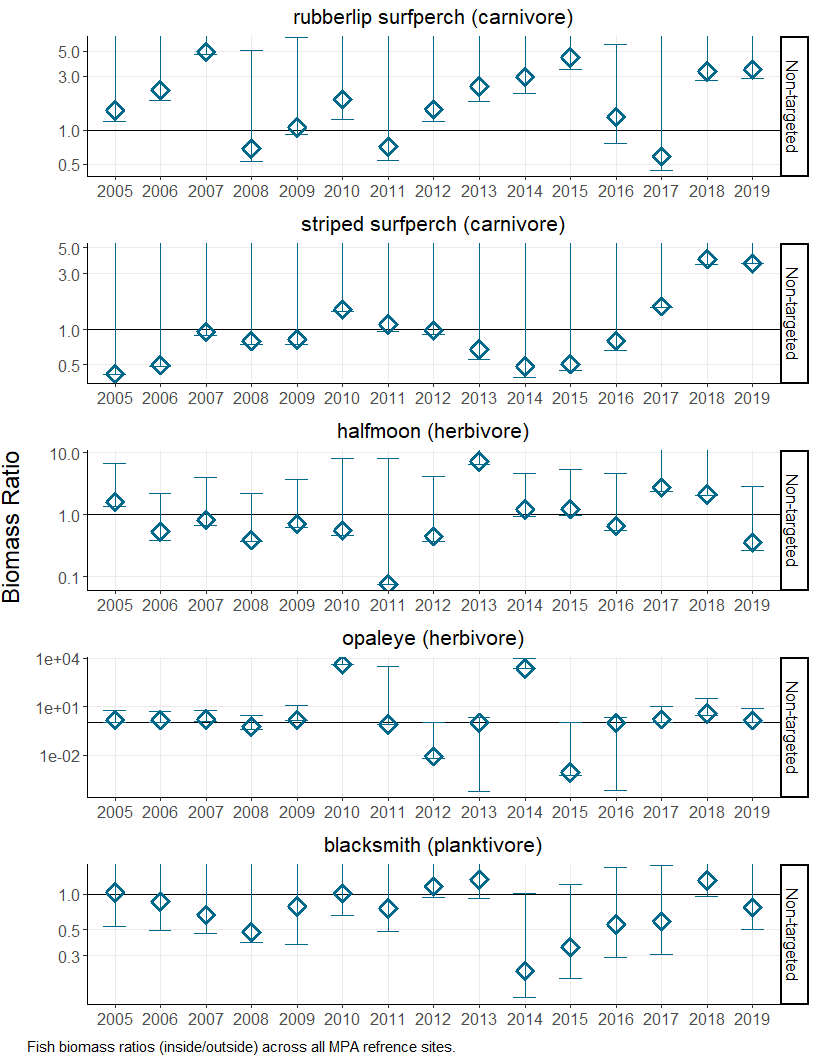 rubberlip surfperch (carnivore)
5.0
3.0
1.0
0.5
Non-targeted
2005 2006 2007 2008 2009 2010 2011 2012 2013 2014 2015 2016 2017 2018 2019
striped surfperch (carnivore)
5.0
3.0
1.0
0.5
Non-targeted
2005 2006 2007 2008 2009 2010 2011 2012 2013 2014 2015 2016 2017 2018 2019
halfmoon (herbivore)
Biomass Ratio
10.0
1.0
0.1
Non-targeted
2005 2006 2007 2008 2009 2010 2011 2012 2013 2014 2015 2016 2017 2018 2019
opaleye (herbivore)
1e+04
1e+01
1e-02
Non-targeted
2005 2006 2007 2008 2009 2010 2011 2012 2013 2014 2015 2016 2017 2018 2019
blacksmith (planktivore)
1.0
0.5
0.3
Non-targeted
2005 2006 2007 2008 2009 2010 2011 2012 2013 2014 2015 2016 2017 2018 2019
Fish biomass ratios (inside/outside) across all MPA refrence sites.